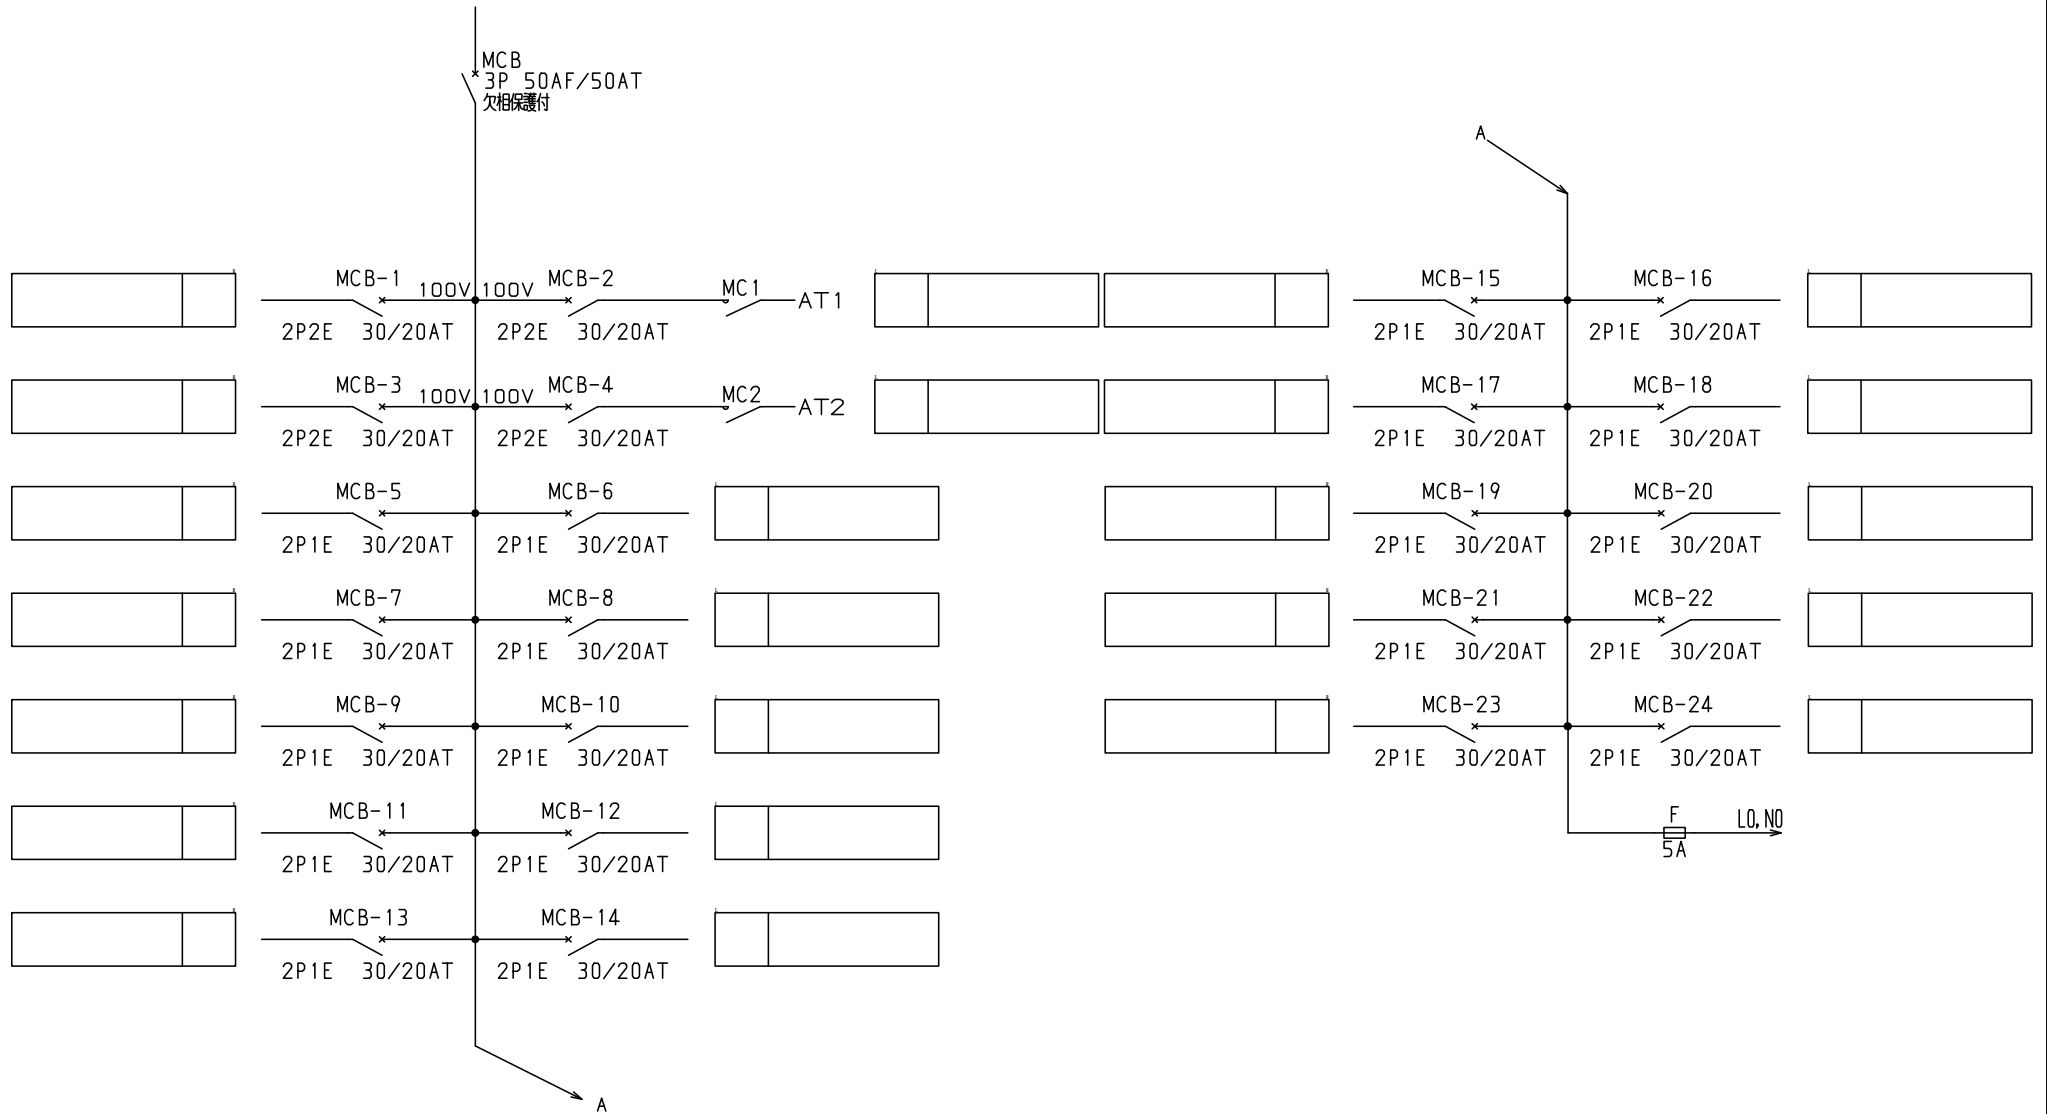 MCB
3P 50AF/50AT
欠相保護付
MCB-1 100V 100V MCB-2 MC1 AT1
2P2E 30/20AT 2P2E 30/20AT
MCB-3 100V 100V MCB-4 MC2 AT2
2P2E 30/20AT 2P2E 30/20AT
MCB-5 MCB-6
2P1E 30/20AT 2P1E 30/20AT
MCB-7 MCB-8
2P1E 30/20AT 2P1E 30/20AT
MCB-9 MCB-10
2P1E 30/20AT 2P1E 30/20AT
MCB-11 MCB-12
2P1E 30/20AT 2P1E 30/20AT
MCB-13 MCB-14
2P1E 30/20AT 2P1E 30/20AT
A
A
MCB-15 MCB-16
2P1E 30/20AT 2P1E 30/20AT
MCB-17 MCB-18
2P1E 30/20AT 2P1E 30/20AT
MCB-19 MCB-20
2P1E 30/20AT 2P1E 30/20AT
MCB-21 MCB-22
2P1E 30/20AT 2P1E 30/20AT
MCB-23 MCB-24
2P1E 30/20AT 2P1E 30/20AT
F L0,N0
5A